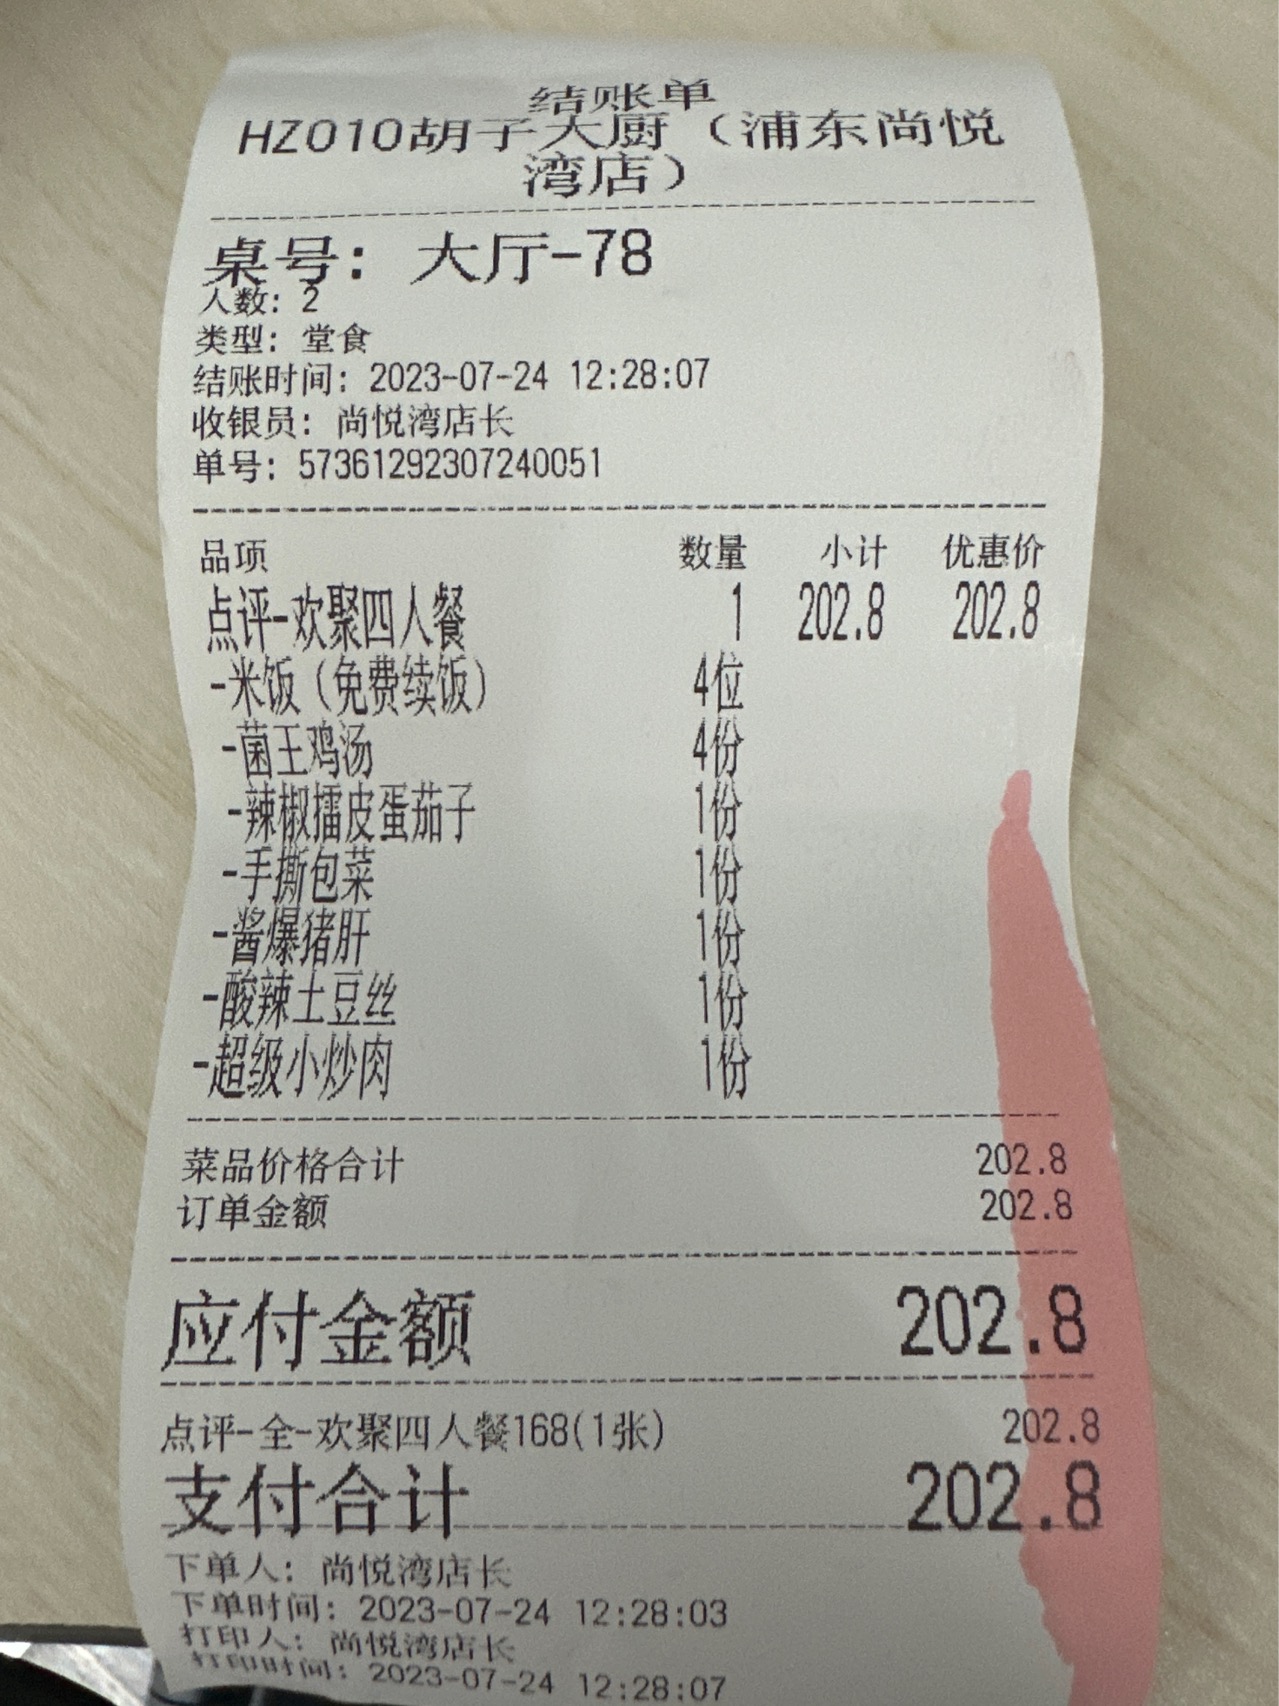 结账单
HZ010胡子大厨（浦东尚悦
湾店）
桌号：大厅-78
人数：2
类型：堂食
结账时间：2023-07-24 12:28:07
收银员：尚悦湾店长
单号：57361292307240051
品项 数量 小计 优惠价
点评-欢聚四人餐 1 202.8 202.8
-米饭（免费续饭） 4位
-菌王鸡汤 4份
-辣椒擂皮蛋茄子 1份
-手撕包菜 1份
-酱爆猪肝 1份
-酸辣土豆丝 1份
-超级小炒肉 1份
菜品价格合计 202.8
订单金额 202.8
应付金额 202.8
点评-全-欢聚四人餐168(1张) 202.8
支付合计 202.8
下单人：尚悦湾店长
下单时间：2023-07-24 12:28:03
打印人：尚悦湾店长
打印时间：2023-07-24 12:28:07